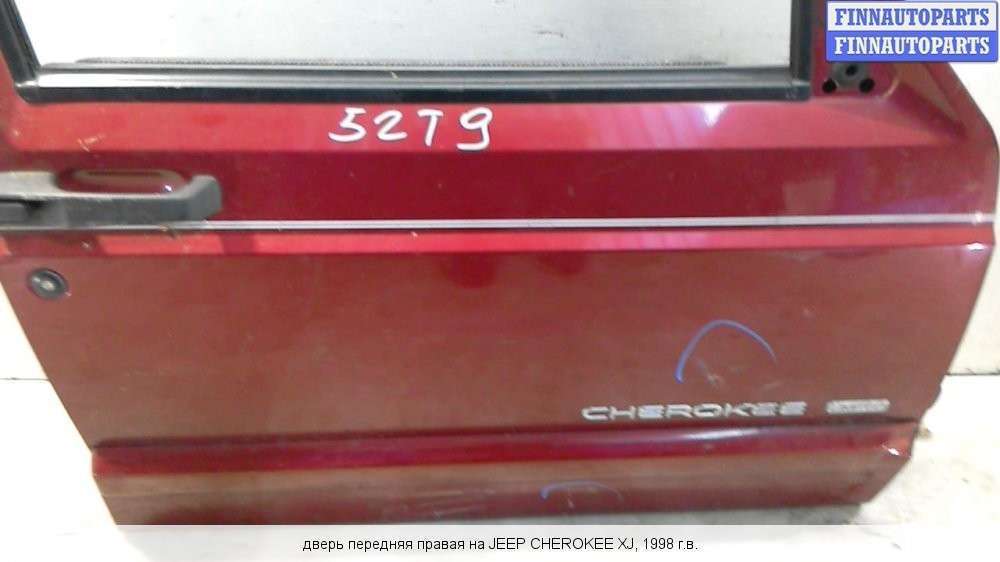 FINNAUTOPARTS
FINNAUTOPARTS
52T9
CHEROKEE
дверь передняя правая на JEEP CHEROKEE XJ, 1998 г.в.